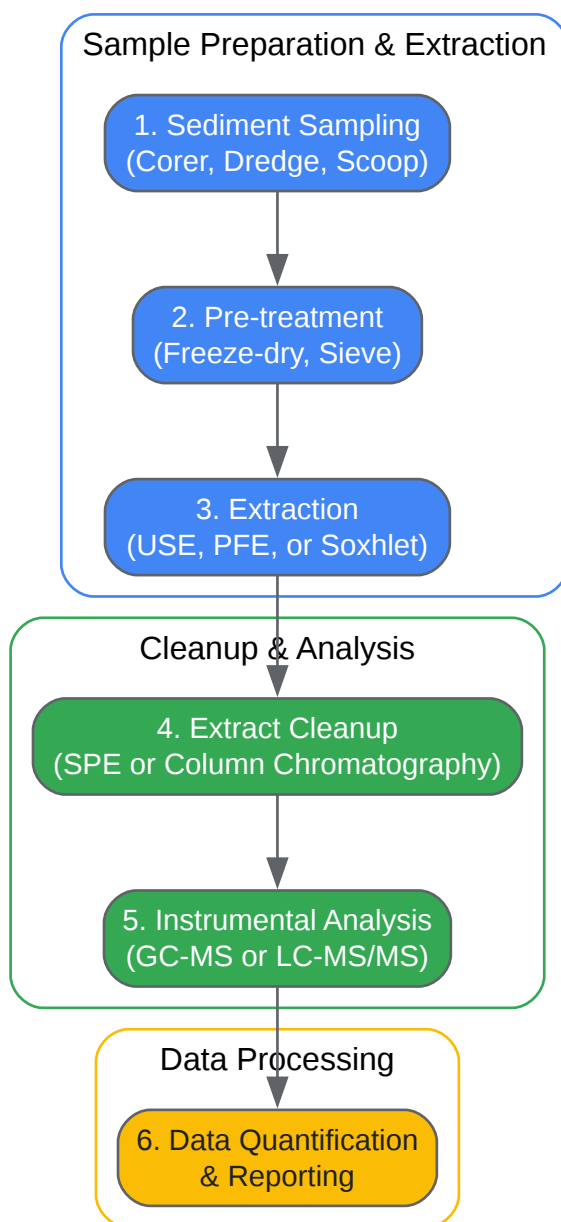 Sample Preparation & Extraction
1. Sediment Sampling
(Corer, Dredge, Scoop)
2. Pre-treatment
(Freeze-dry, Sieve)
3. Extraction
(USE, PFE, or Soxhlet)
Cleanup & Analysis
4. Extract Cleanup
(SPE or Column Chromatography)
5. Instrumental Analysis
(GC-MS or LC-MS/MS)
Data Processing
6. Data Quantification
& Reporting